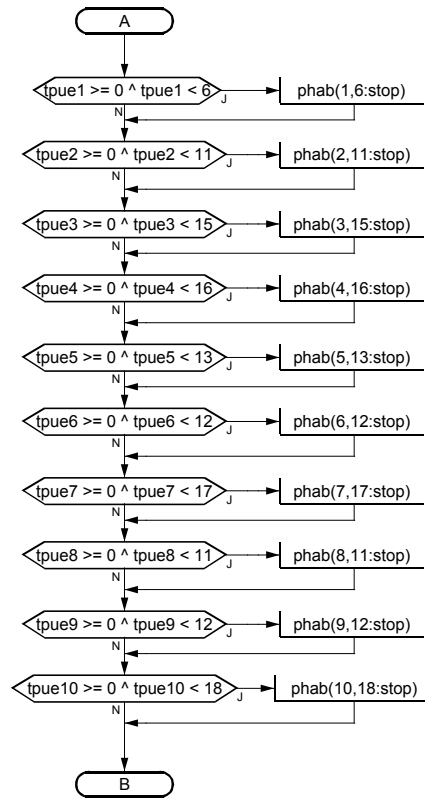 A
tpue1 >= 0 ^ tpue1 < 6
J
phab(1,6:stop)
N
tpue2 >= 0 ^ tpue2 < 11
J
phab(2,11:stop)
N
tpue3 >= 0 ^ tpue3 < 15
J
phab(3,15:stop)
N
tpue4 >= 0 ^ tpue4 < 16
J
phab(4,16:stop)
N
tpue5 >= 0 ^ tpue5 < 13
J
phab(5,13:stop)
N
tpue6 >= 0 ^ tpue6 < 12
J
phab(6,12:stop)
N
tpue7 >= 0 ^ tpue7 < 17
J
phab(7,17:stop)
N
tpue8 >= 0 ^ tpue8 < 11
J
phab(8,11:stop)
N
tpue9 >= 0 ^ tpue9 < 12
J
phab(9,12:stop)
N
tpue10 >= 0 ^ tpue10 < 18
J
phab(10,18:stop)
N
B